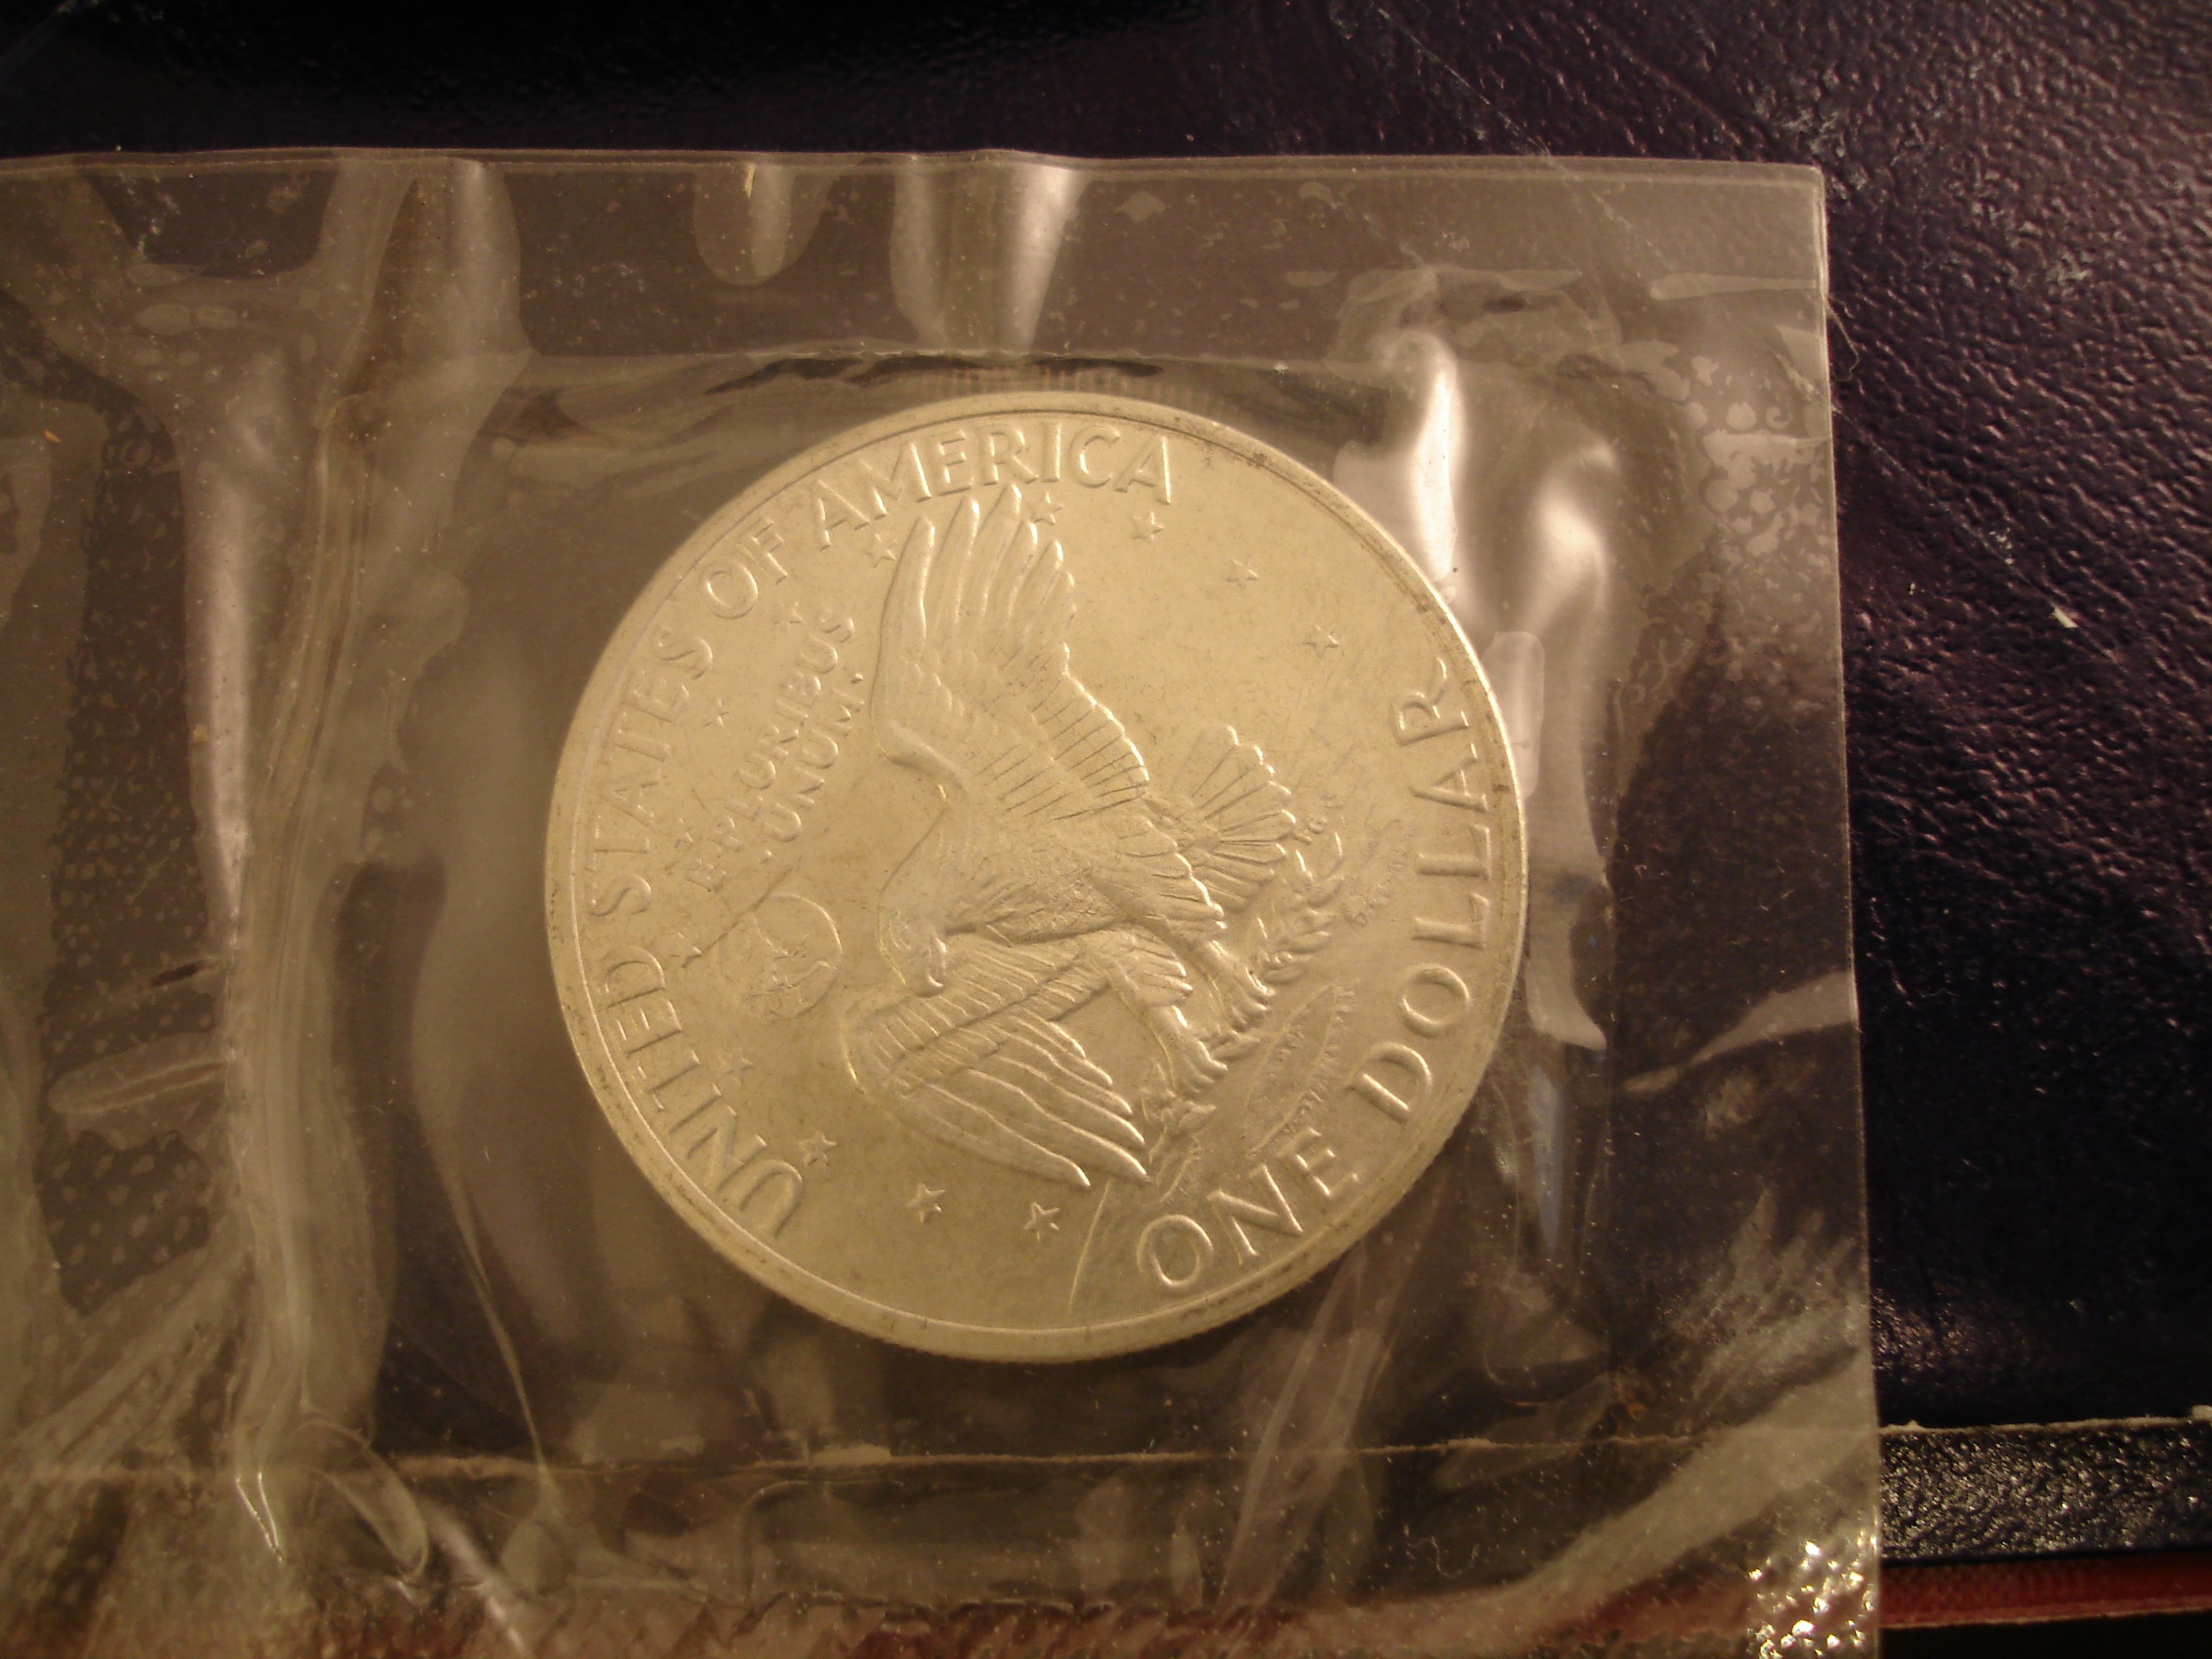 UNITED STATES OF AMERICA
E PLURIBUS
·UNUM·
ONE DOLLAR